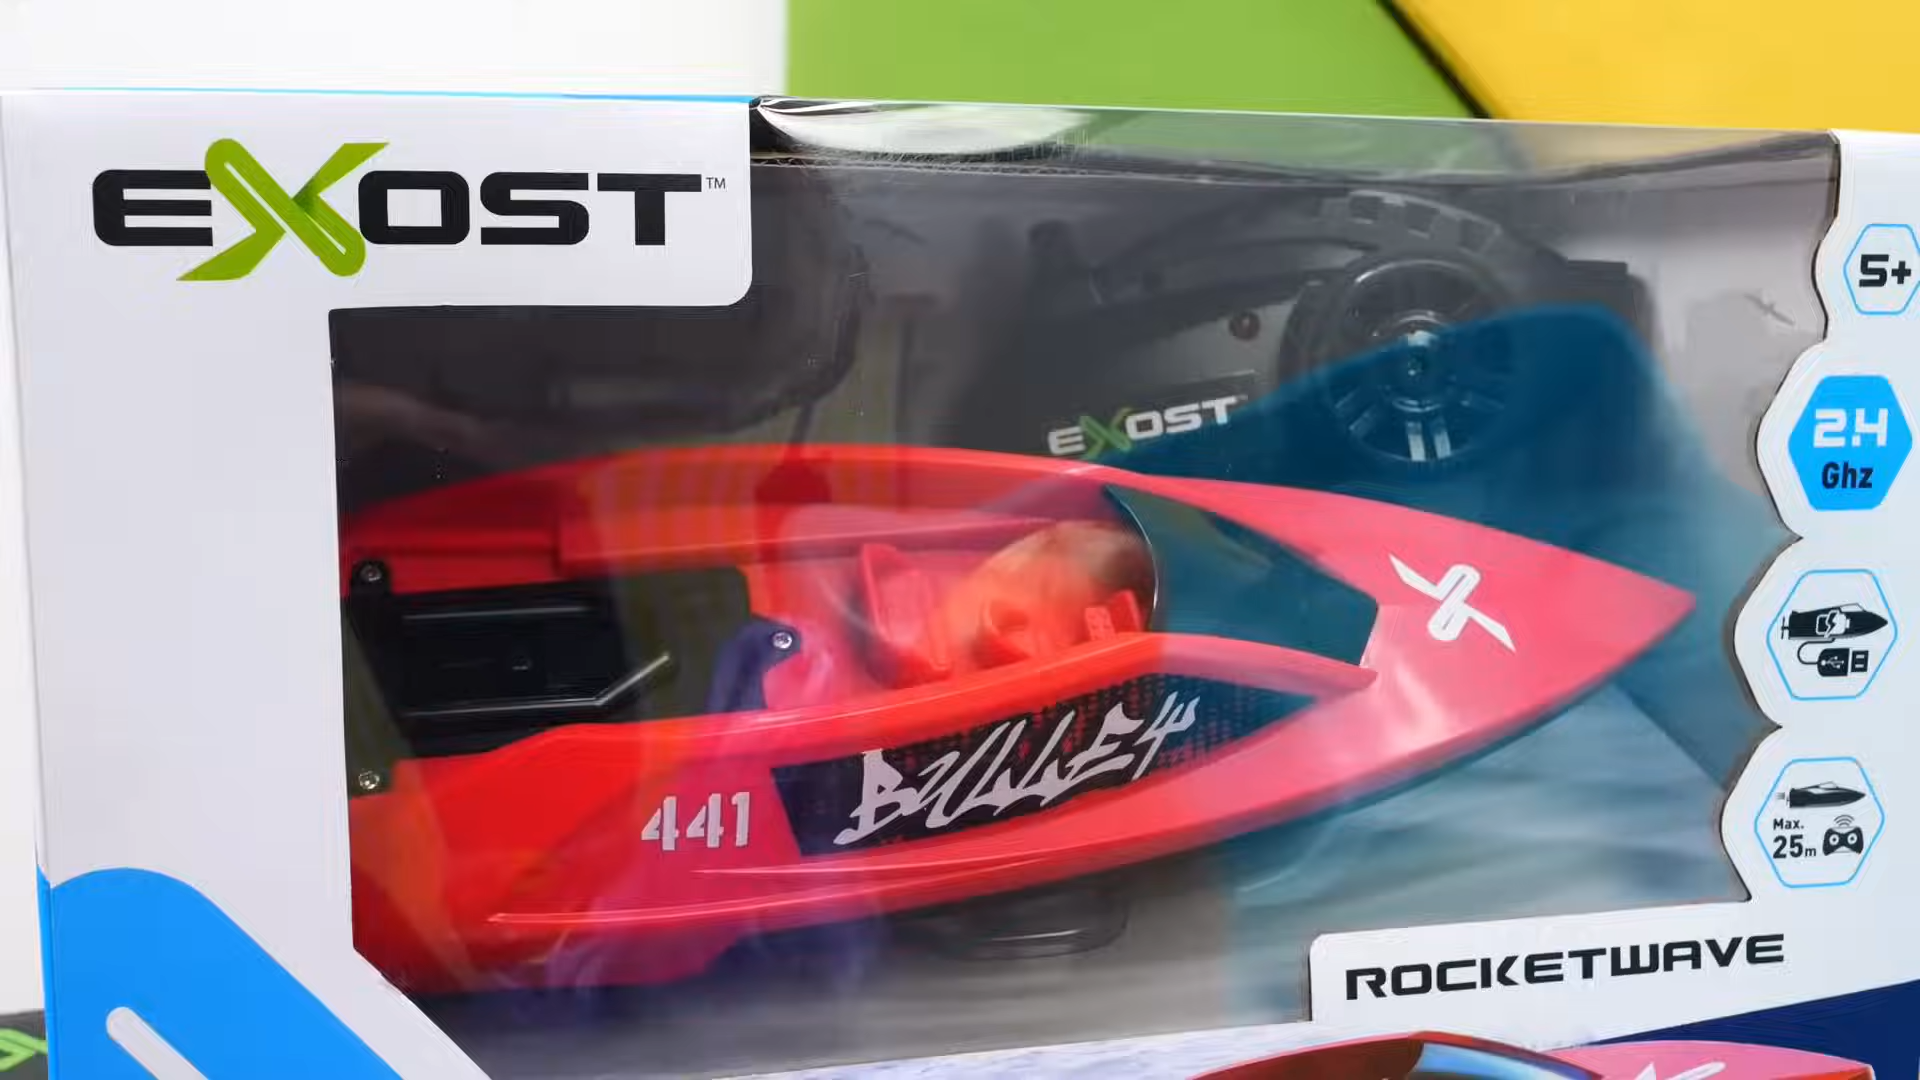 EXOST™
5+
2.4
Ghz
EXOST
BULLET
441
Max.
25m
ROCKETWAVE